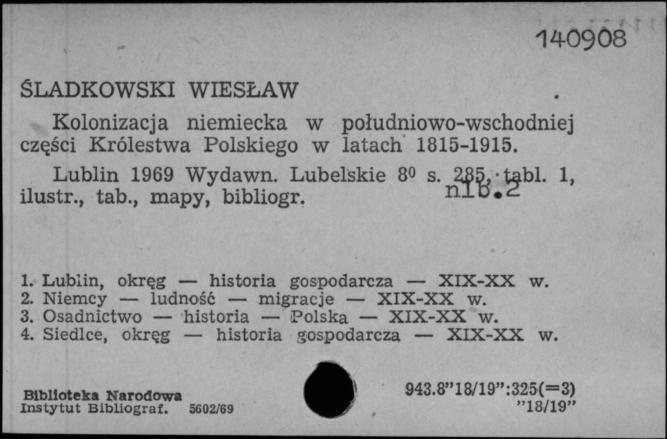 140908
ŚLADKOWSKI WIESŁAW
Kolonizacja niemiecka w południowo-wschodniej
części Królestwa Polskiego w latach 1815-1915.
Lublin 1969 Wydawn. Lubelskie 8⁰ s. 285, tabl. 1,
nlb.2
ilustr., tab., mapy, bibliogr.
1. Lublin, okręg — historia gospodarcza — XIX-XX w.
2. Niemcy — ludność — migracje — XIX-XX w.
3. Osadnictwo — historia — Polska — XIX-XX w.
4. Siedlce, okręg — historia gospodarcza — XIX-XX w.
Biblioteka Narodowa
Instytut Bibliograf. 5602/69
943.8”18/19”:325(=3)
”18/19”